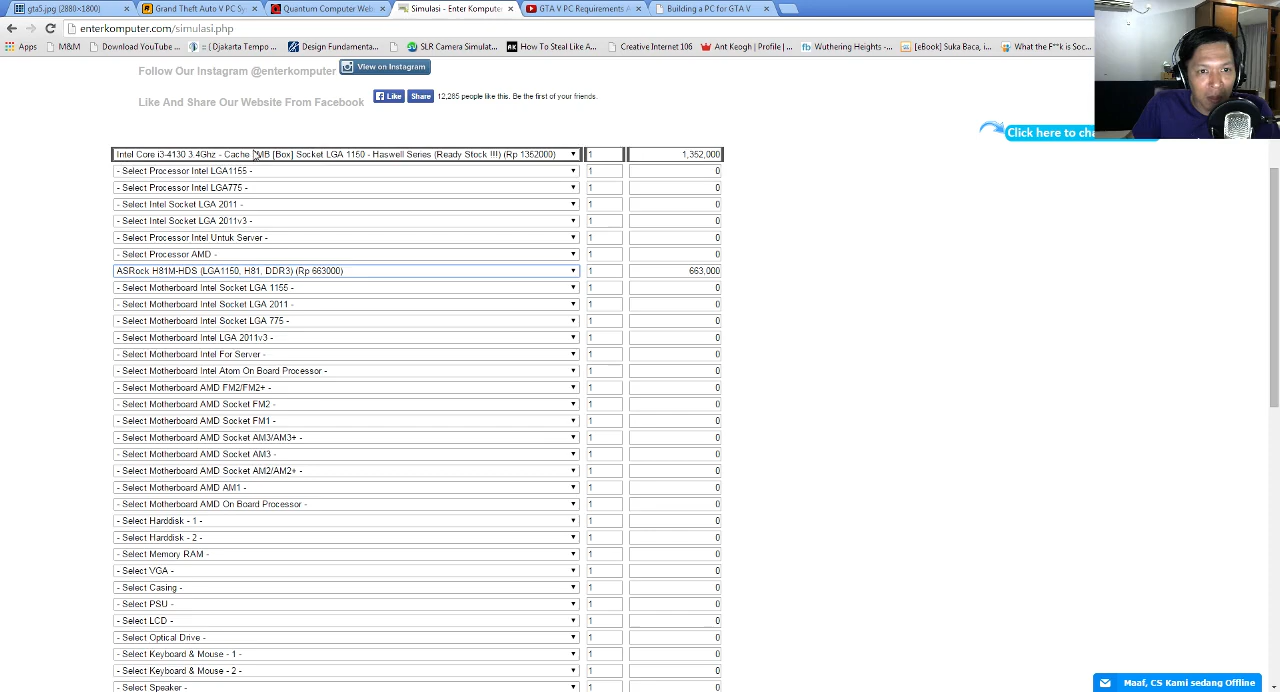 gta5.jpg (2880×1800)
Grand Theft Auto V PC Sy
Quantum Computer Web
Simulasi - Enter Komputer
GTA V PC Requirements A
Building a PC for GTA V
enterkomputer.com/simulasi.php
Apps
M&M
Download YouTube ...
:: ( Djakarta Tempo ...
Design Fundamenta...
SLR Camera Simulat...
How To Steal Like A...
Creative Internet 106
Ant Keogh | Profile | ...
Wuthering Heights -...
[eBook] Suka Baca, i...
What the F**k is Soc...
Follow Our Instagram @enterkomputer
View on Instagram
Like And Share Our Website From Facebook
Like
Share
12,265 people like this. Be the first of your friends.
Click here to cha
Intel Core i3-4130 3.4Ghz - Cache MB [Box] Socket LGA 1150 - Haswell Series (Ready Stock !!!) (Rp 1352000) 1 1,352,000
- Select Processor Intel LGA1155 - 1 0
- Select Processor Intel LGA775 - 1 0
- Select Intel Socket LGA 2011 - 1 0
- Select Intel Socket LGA 2011v3 - 1 0
- Select Processor Intel Untuk Server - 1 0
- Select Processor AMD - 1 0
ASRock H81M-HDS (LGA1150, H81, DDR3) (Rp 663000) 1 663,000
- Select Motherboard Intel Socket LGA 1155 - 1 0
- Select Motherboard Intel Socket LGA 2011 - 1 0
- Select Motherboard Intel Socket LGA 775 - 1 0
- Select Motherboard Intel LGA 2011v3 - 1 0
- Select Motherboard Intel For Server - 1 0
- Select Motherboard Intel Atom On Board Processor - 1 0
- Select Motherboard AMD FM2/FM2+ - 1 0
- Select Motherboard AMD Socket FM2 - 1 0
- Select Motherboard AMD Socket FM1 - 1 0
- Select Motherboard AMD Socket AM3/AM3+ - 1 0
- Select Motherboard AMD Socket AM3 - 1 0
- Select Motherboard AMD Socket AM2/AM2+ - 1 0
- Select Motherboard AMD AM1 - 1 0
- Select Motherboard AMD On Board Processor - 1 0
- Select Harddisk - 1 - 1 0
- Select Harddisk - 2 - 1 0
- Select Memory RAM - 1 0
- Select VGA - 1 0
- Select Casing - 1 0
- Select PSU - 1 0
- Select LCD - 1 0
- Select Optical Drive - 1 0
- Select Keyboard & Mouse - 1 - 1 0
- Select Keyboard & Mouse - 2 - 1 0
- Select Speaker - 1 0
Maaf, CS Kami sedang Offline